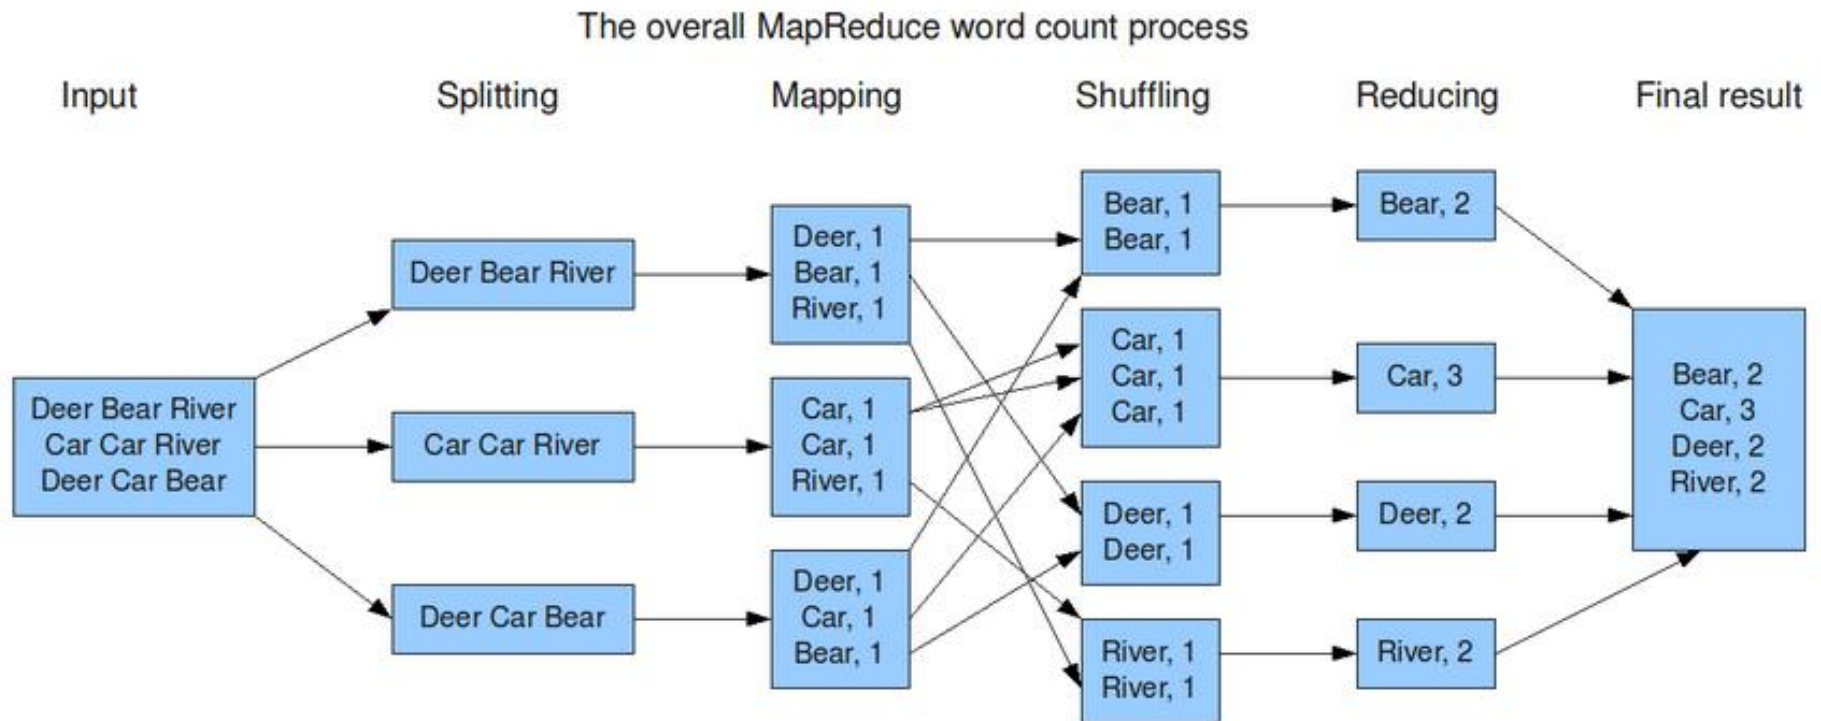 The overall MapReduce word count process
Input
Splitting
Mapping
Shuffling
Reducing
Final result
Deer Bear River
Car Car River
Deer Car Bear
Deer Bear River
Car Car River
Deer Car Bear
Deer, 1
Bear, 1
River, 1
Car, 1
Car, 1
River, 1
Deer, 1
Car, 1
Bear, 1
Bear, 1
Bear, 1
Car, 1
Car, 1
Car, 1
Deer, 1
Deer, 1
River, 1
River, 1
Bear, 2
Car, 3
Deer, 2
River, 2
Bear, 2
Car, 3
Deer, 2
River, 2